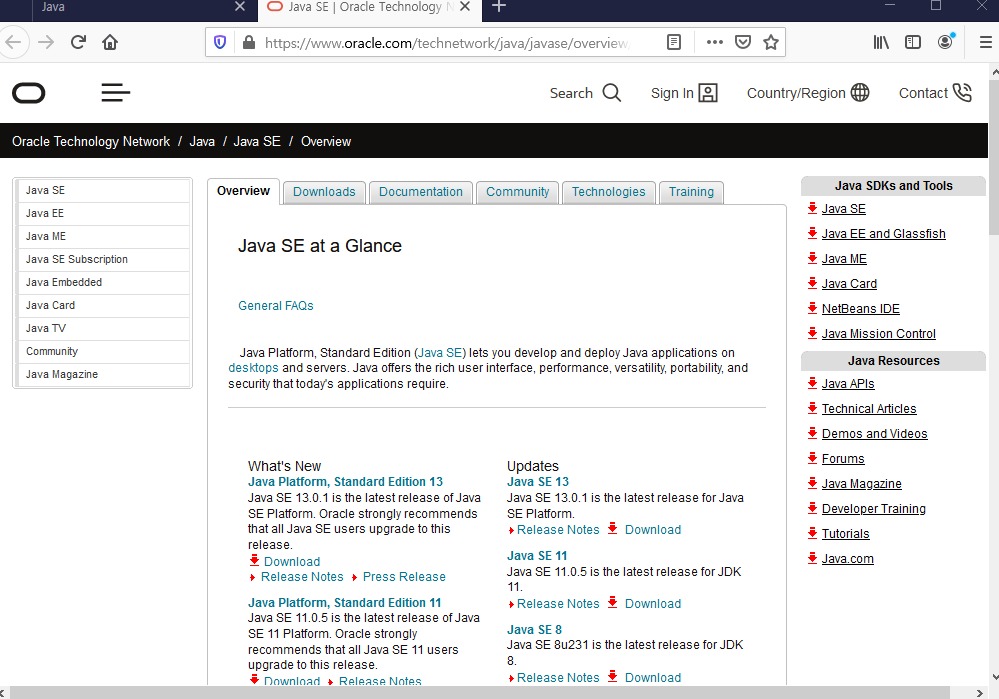 Java
Java SE | Oracle Technology N
https://www.oracle.com/technetwork/java/javase/overview
Search
Sign In
Country/Region
Contact
Oracle Technology Network / Java / Java SE / Overview
Java SE
Java EE
Java ME
Java SE Subscription
Java Embedded
Java Card
Java TV
Community
Java Magazine
Overview
Downloads
Documentation
Community
Technologies
Training
Java SE at a Glance
General FAQs
Java Platform, Standard Edition (Java SE) lets you develop and deploy Java applications on
desktops and servers. Java offers the rich user interface, performance, versatility, portability, and
security that today's applications require.
What's New
Java Platform, Standard Edition 13
Java SE 13.0.1 is the latest release of Java
SE Platform. Oracle strongly recommends
that all Java SE users upgrade to this
release.
Download
Release Notes Press Release
Java Platform, Standard Edition 11
Java SE 11.0.5 is the latest release of Java
SE 11 Platform. Oracle strongly
recommends that all Java SE 11 users
upgrade to this release.
Download Release Notes
Updates
Java SE 13
Java SE 13.0.1 is the latest release for Java
SE Platform.
Release Notes Download
Java SE 11
Java SE 11.0.5 is the latest release for JDK
11.
Release Notes Download
Java SE 8
Java SE 8u231 is the latest release for JDK
8.
Release Notes Download
Java SDKs and Tools
Java SE
Java EE and Glassfish
Java ME
Java Card
NetBeans IDE
Java Mission Control
Java Resources
Java APIs
Technical Articles
Demos and Videos
Forums
Java Magazine
Developer Training
Tutorials
Java.com